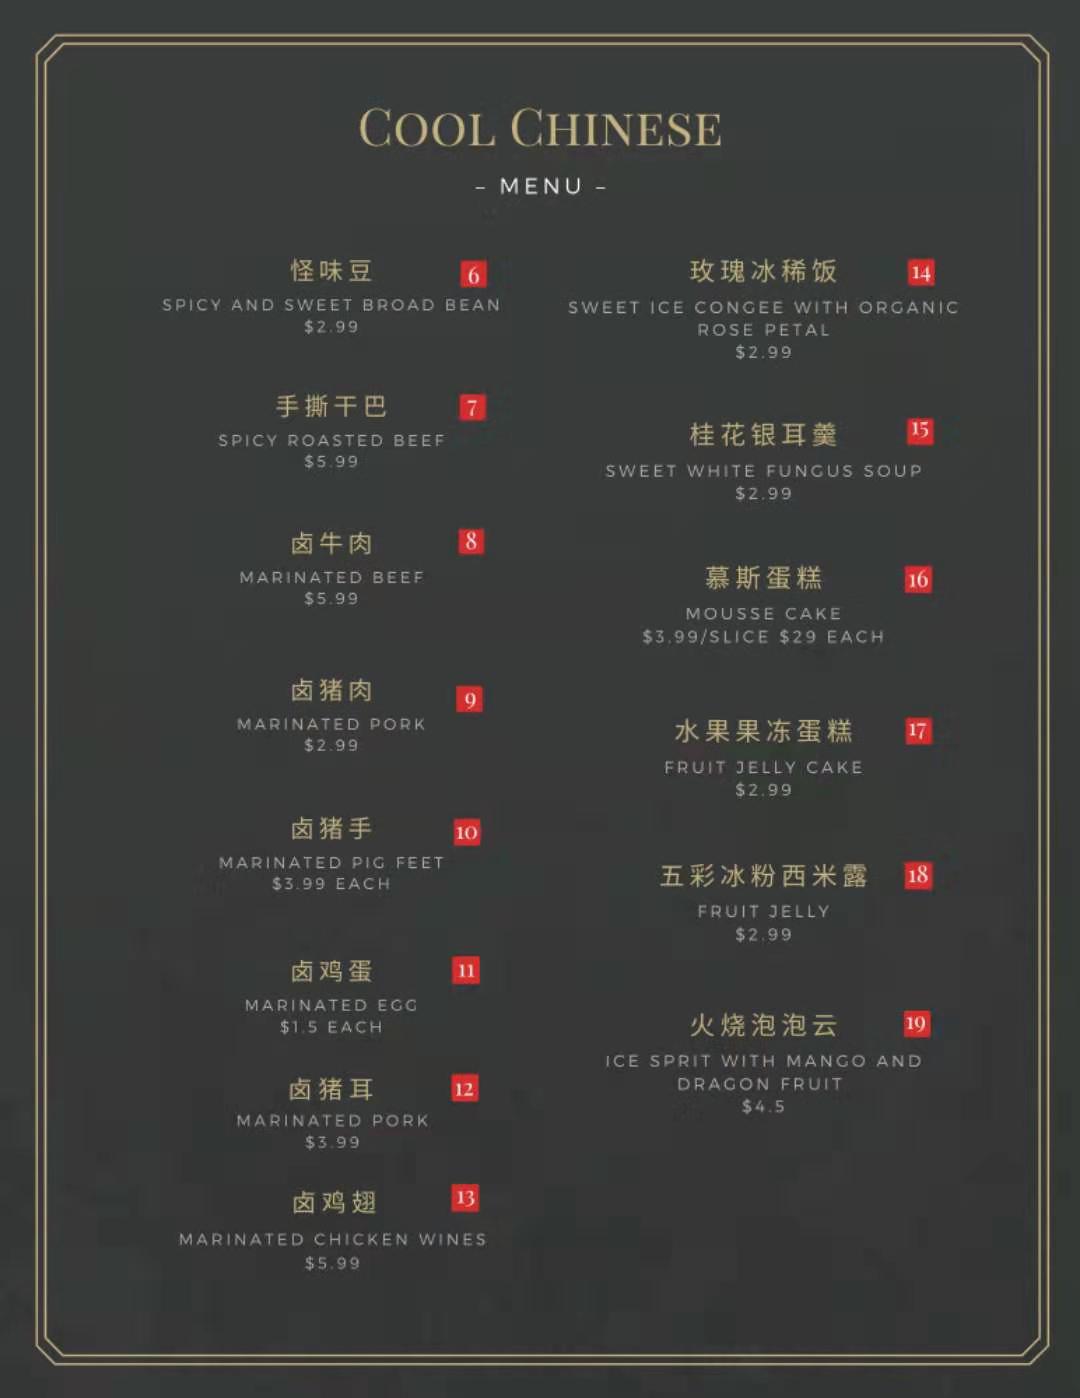 COOL CHINESE
– MENU –
怪味豆 6
SPICY AND SWEET BROAD BEAN
$2.99
手撕干巴 7
SPICY ROASTED BEEF
$5.99
卤牛肉 8
MARINATED BEEF
$5.99
卤猪肉 9
MARINATED PORK
$2.99
卤猪手 10
MARINATED PIG FEET
$3.99 EACH
卤鸡蛋 11
MARINATED EGG
$1.5 EACH
卤猪耳 12
MARINATED PORK
$3.99
卤鸡翅 13
MARINATED CHICKEN WINES
$5.99
玫瑰冰稀饭 14
SWEET ICE CONGEE WITH ORGANIC
ROSE PETAL
$2.99
桂花银耳羹 15
SWEET WHITE FUNGUS SOUP
$2.99
慕斯蛋糕 16
MOUSSE CAKE
$3.99/SLICE $29 EACH
水果果冻蛋糕 17
FRUIT JELLY CAKE
$2.99
五彩冰粉西米露 18
FRUIT JELLY
$2.99
火烧泡泡云 19
ICE SPRIT WITH MANGO AND
DRAGON FRUIT
$4.5